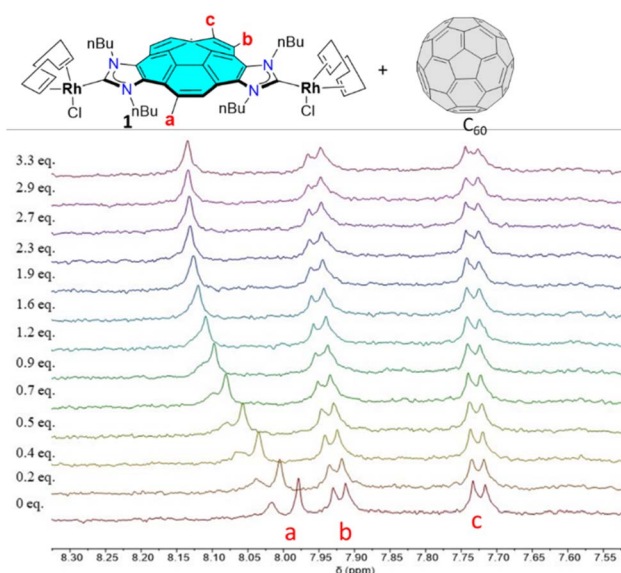 c
b
nBu
nBu
nBu
nBu
N
N
N
N
Rh
Rh
Cl
Cl
a
1
+
C60
3.3 eq.
2.9 eq.
2.7 eq.
2.3 eq.
1.9 eq.
1.6 eq.
1.2 eq.
0.9 eq.
0.7 eq.
0.5 eq.
0.4 eq.
0.2 eq.
0 eq.
a b c
8.30 8.25 8.20 8.15 8.10 8.05 8.00 7.95 7.90 7.85 7.80 7.75 7.70 7.65 7.60 7.55
δ (ppm)